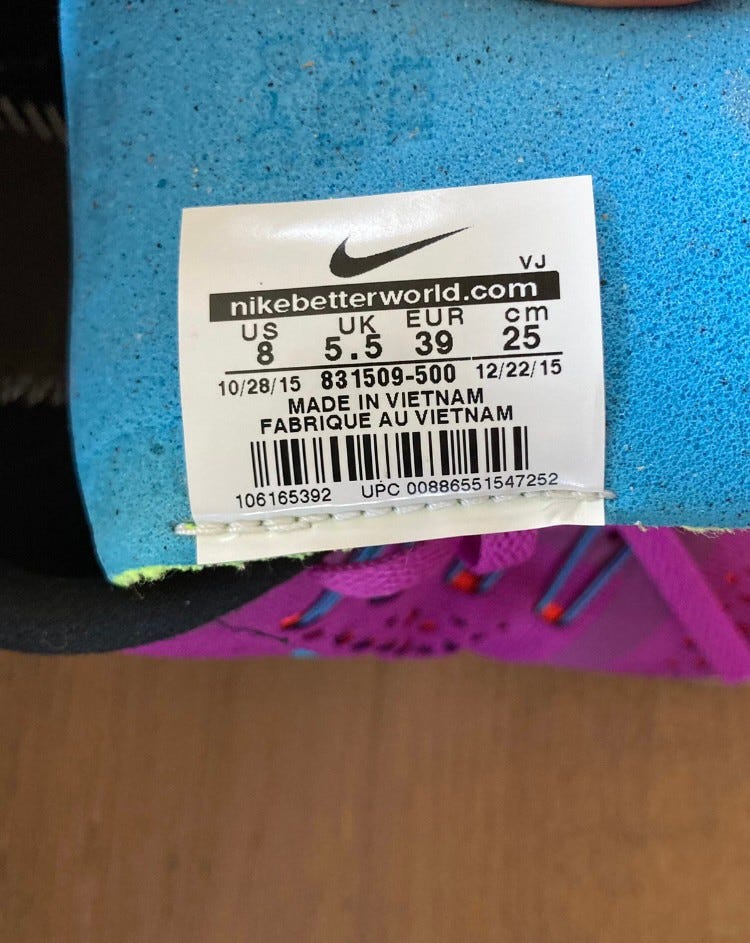 VJ
nikebetterworld.com
US UK EUR cm
8 5.5 39 25
10/28/15 831509-500 12/22/15
MADE IN VIETNAM
FABRIQUE AU VIETNAM
106165392 UPC 00886551547252